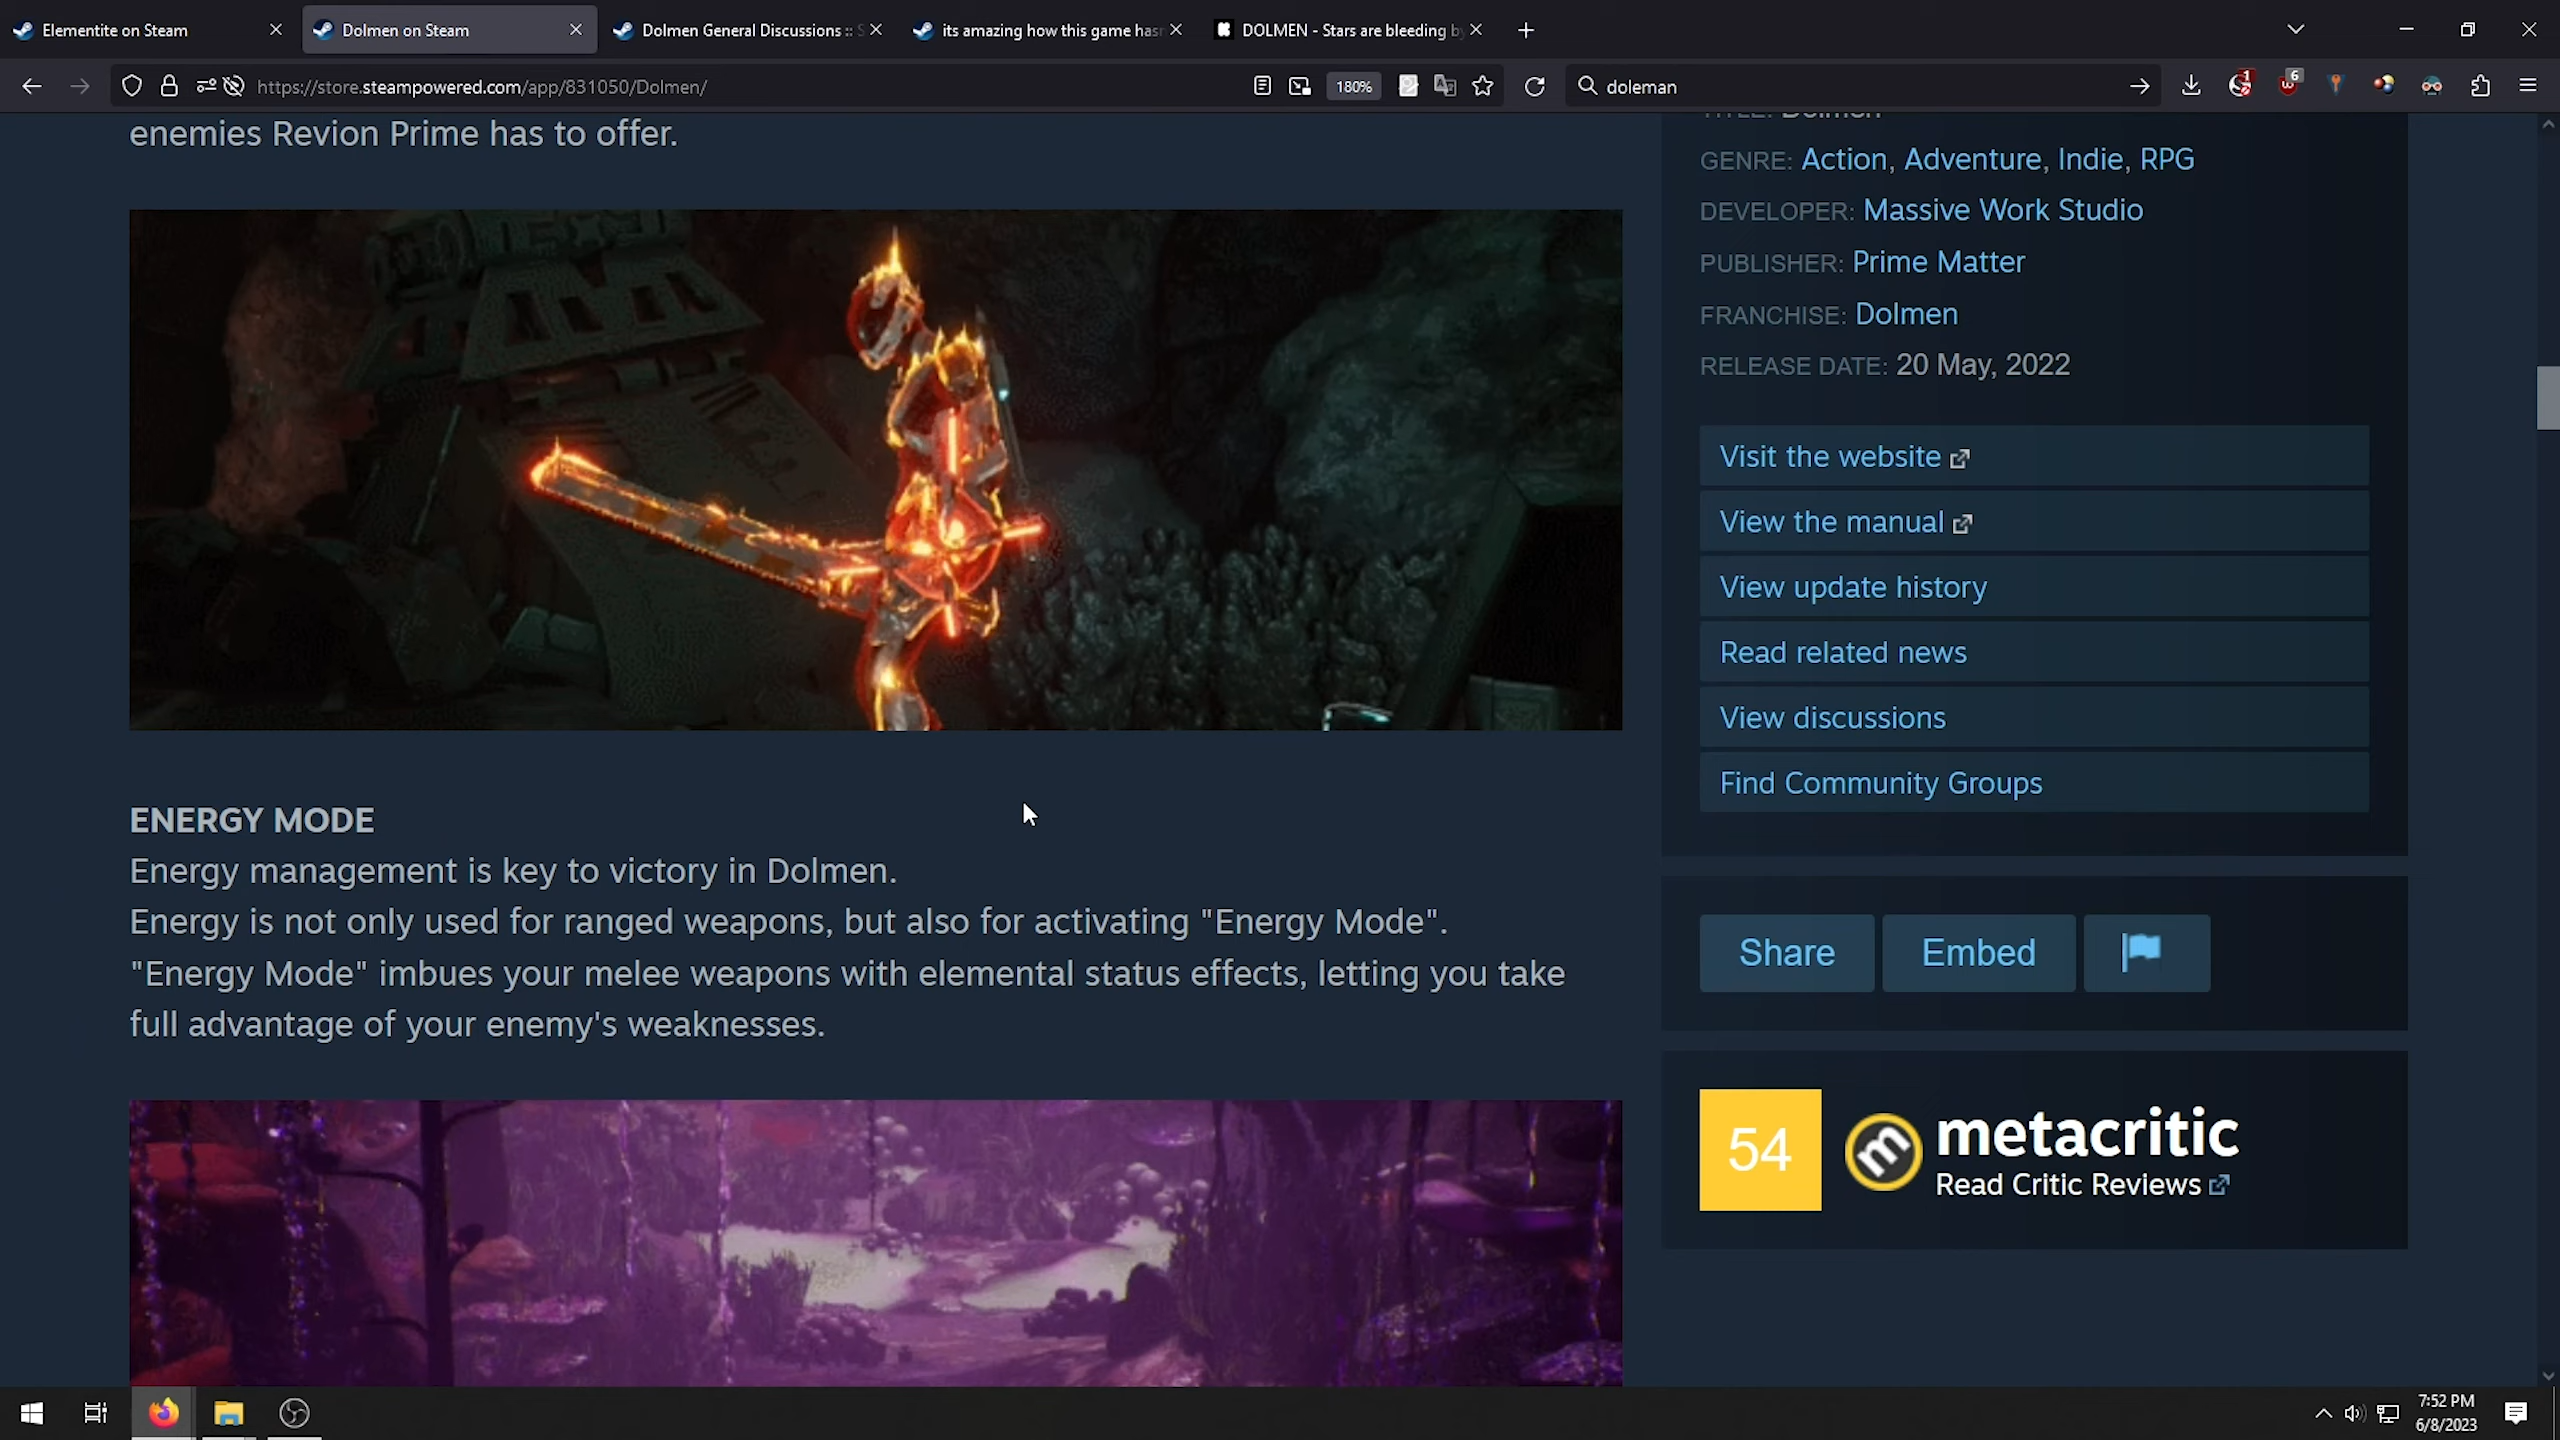 Elementite on Steam
Dolmen on Steam
Dolmen General Discussions :: S
its amazing how this game hasn
DOLMEN - Stars are bleeding by
https://store.steampowered.com/app/831050/Dolmen/
180%
doleman
1
6
enemies Revion Prime has to offer.
ENERGY MODE
Energy management is key to victory in Dolmen.
Energy is not only used for ranged weapons, but also for activating "Energy Mode".
"Energy Mode" imbues your melee weapons with elemental status effects, letting you take
full advantage of your enemy's weaknesses.
TITLE: Dolmen
GENRE: Action, Adventure, Indie, RPG
DEVELOPER: Massive Work Studio
PUBLISHER: Prime Matter
FRANCHISE: Dolmen
RELEASE DATE: 20 May, 2022
Visit the website
View the manual
View update history
Read related news
View discussions
Find Community Groups
Share
Embed
54
metacritic
Read Critic Reviews
7:52 PM
6/8/2023